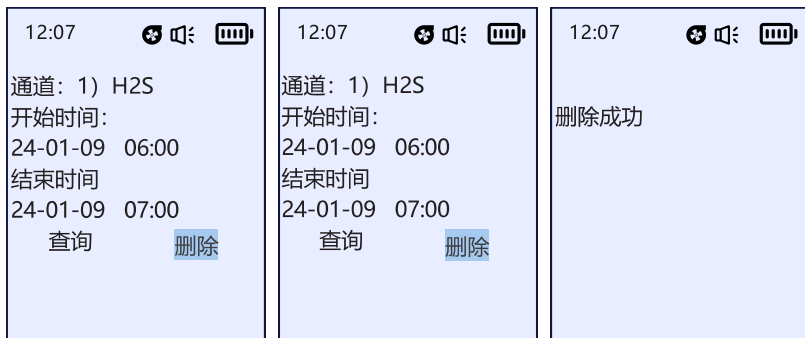 12:07
通道：1）H2S
开始时间：
24-01-09 06:00
结束时间
24-01-09 07:00
查询 删除
12:07
通道：1）H2S
开始时间：
24-01-09 06:00
结束时间
24-01-09 07:00
查询 删除
12:07
删除成功